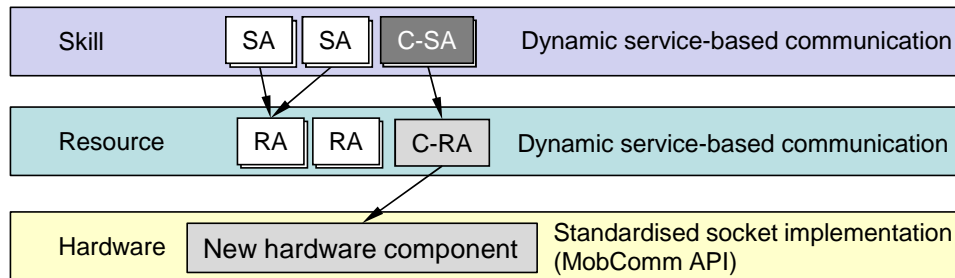 Skill SA SA C-SA Dynamic service-based communication
Resource RA RA C-RA Dynamic service-based communication
Hardware New hardware component Standardised socket implementation
(MobComm API)